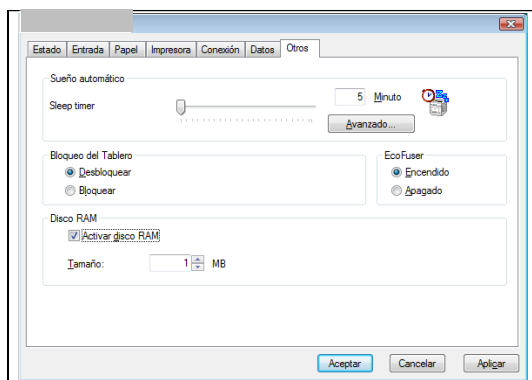 Estado Entrada Papel Impresora Conexión Datos Otros
Sueño automático
Sleep timer
5 Minuto
Avanzado...
Bloqueo del Tablero
Desbloquear
Bloquear
EcoFuser
Encendido
Apagado
Disco RAM
Activar disco RAM
Tamaño: 1 MB
Aceptar Cancelar Aplicar